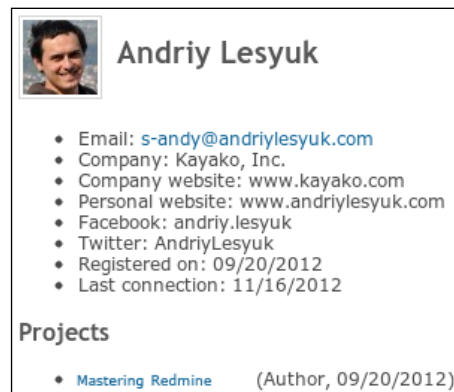 Andriy Lesyuk
Email: s-andy@andriylesyuk.com
Company: Kayako, Inc.
Company website: www.kayako.com
Personal website: www.andriylesyuk.com
Facebook: andriy.lesyuk
Twitter: AndriyLesyuk
Registered on: 09/20/2012
Last connection: 11/16/2012
Projects
Mastering Redmine (Author, 09/20/2012)